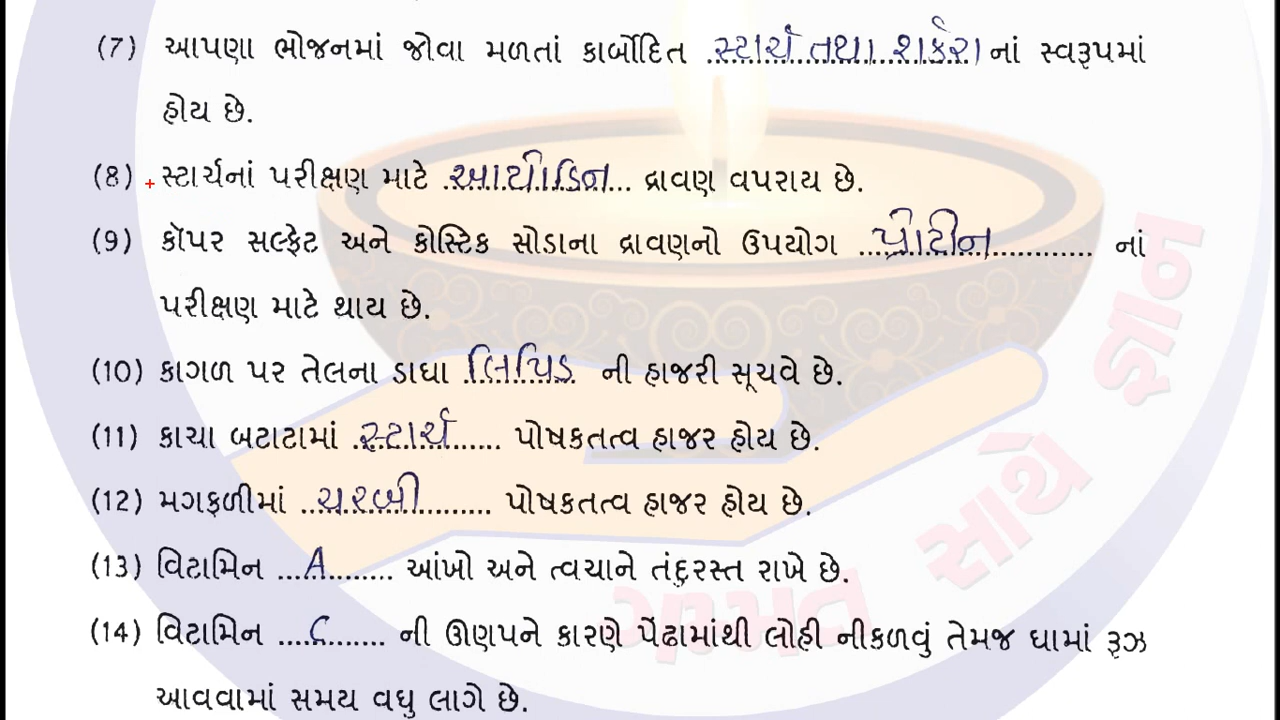 (7) આપણા ભોજનમાં જોવા મળતાં કાર્બોદિત સ્ટાર્ચ તથા શર્કરા નાં સ્વરૂપમાં
હોય છે.
(8) સ્ટાર્ચનાં પરીક્ષણ માટે આયોડિન દ્રાવણ વપરાય છે.
(9) કૉપર સલ્ફેટ અને કોસ્ટિક સોડાના દ્રાવણનો ઉપયોગ પ્રોટીન નાં
પરીક્ષણ માટે થાય છે.
(10) કાગળ પર તેલના ડાઘા લિપિડ ની હાજરી સૂચવે છે.
(11) કાચા બટાટામાં સ્ટાર્ચ પોષકતત્વ હાજર હોય છે.
(12) મગફળીમાં ચરબી પોષકતત્વ હાજર હોય છે.
(13) વિટામિન A આંખો અને ત્વચાને તંદુરસ્ત રાખે છે.
(14) વિટામિન C ની ઊણપને કારણે પેંઢામાંથી લોહી નીકળવું તેમજ ઘામાં રૂઝ
આવવામાં સમય વધુ લાગે છે.
ગમ્મત સાથે જ્ઞાન